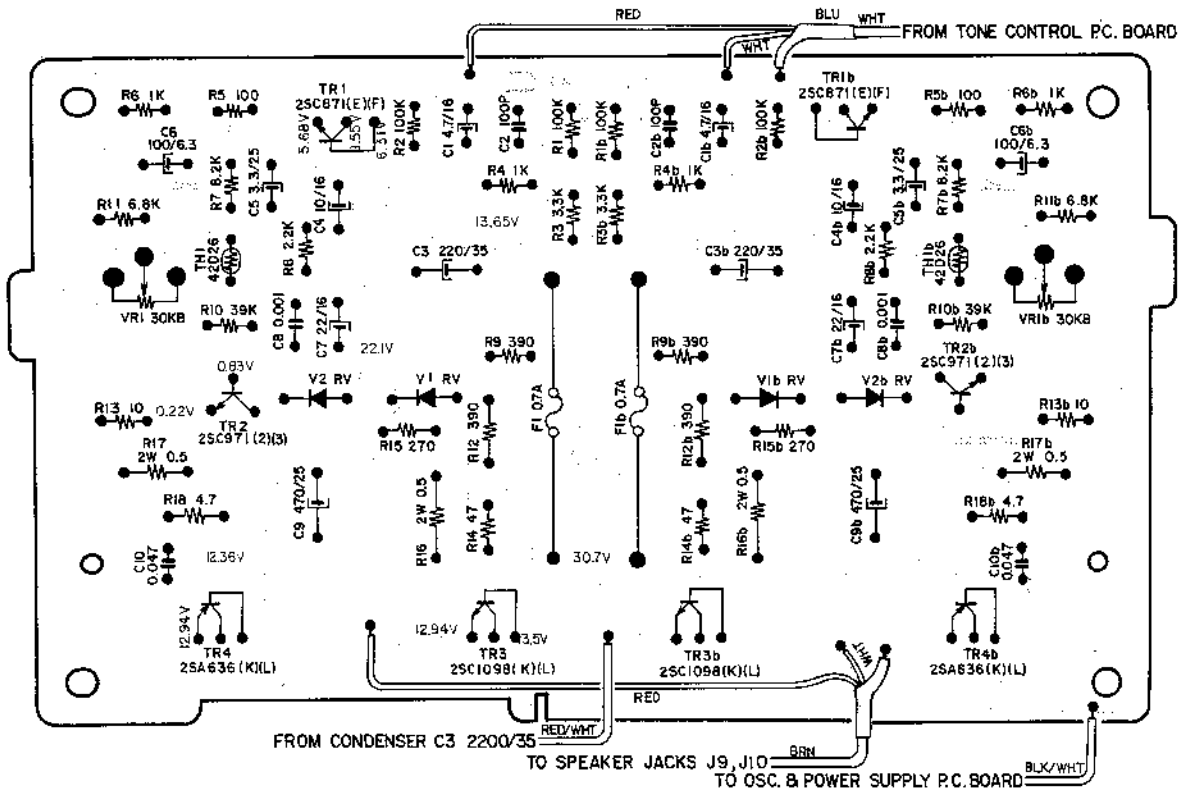 RED
BLU
WHT
FROM TONE CONTROL P.C. BOARD
WHT
R6 1K
R5 100
TR1
2SC871(E)(F)
5.68V
3.55V
6.31V
R2 100K
C1 4.7/16
C2 100P
R1 100K
R1b 100K
C2b 100P
C1b 4.7/16
R2b 100K
TR1b
2SC871(E)(F)
R5b 100
R6b 1K
C6
100/6.3
C6b
100/6.3
R7 8.2K
C5 3.3/25
C4 10/16
R4 1K
R4b 1K
C4b 10/16
C5b 3.3/25
R7b 8.2K
R11 6.8K
R11b 6.8K
13.65V
R3 3.3K
R3b 3.3K
TH1
42D26
R8 2.2K
C3 220/35
C3b 220/35
R8b 2.2K
TH1b
42D26
VR1 30KB
VR1b 30KB
R10 39K
C8 0.001
C7 22/16
22.1V
C7b 22/16
C8b 0.001
R10b 39K
R9 390
R9b 390
0.83V
TR2b
2SC971(2)(3)
V2 RV
V1 RV
V1b RV
V2b RV
F1 0.7A
F1b 0.7A
R13 10
0.22V
TR2
2SC971(2)(3)
R13b 10
R15 270
R12 390
R12b 390
R15b 270
R17
2W 0.5
R17b
2W 0.5
R18 4.7
C9 470/25
R16 2W 0.5
R14 47
R14b 47
R16b 2W 0.5
C9b 470/25
R18b 4.7
C10
0.047
12.36V
30.7V
C10b
0.047
12.94V
TR4
2SA636(K)(L)
12.94V
13.5V
TR3
2SC1098(K)(L)
TR3b
2SC1098(K)(L)
WHT
TR4b
2SA636(K)(L)
RED
RED/WHT
FROM CONDENSER C3 2200/35
BRN
TO SPEAKER JACKS J9, J10
BLK/WHT
TO OSC. & POWER SUPPLY P.C. BOARD